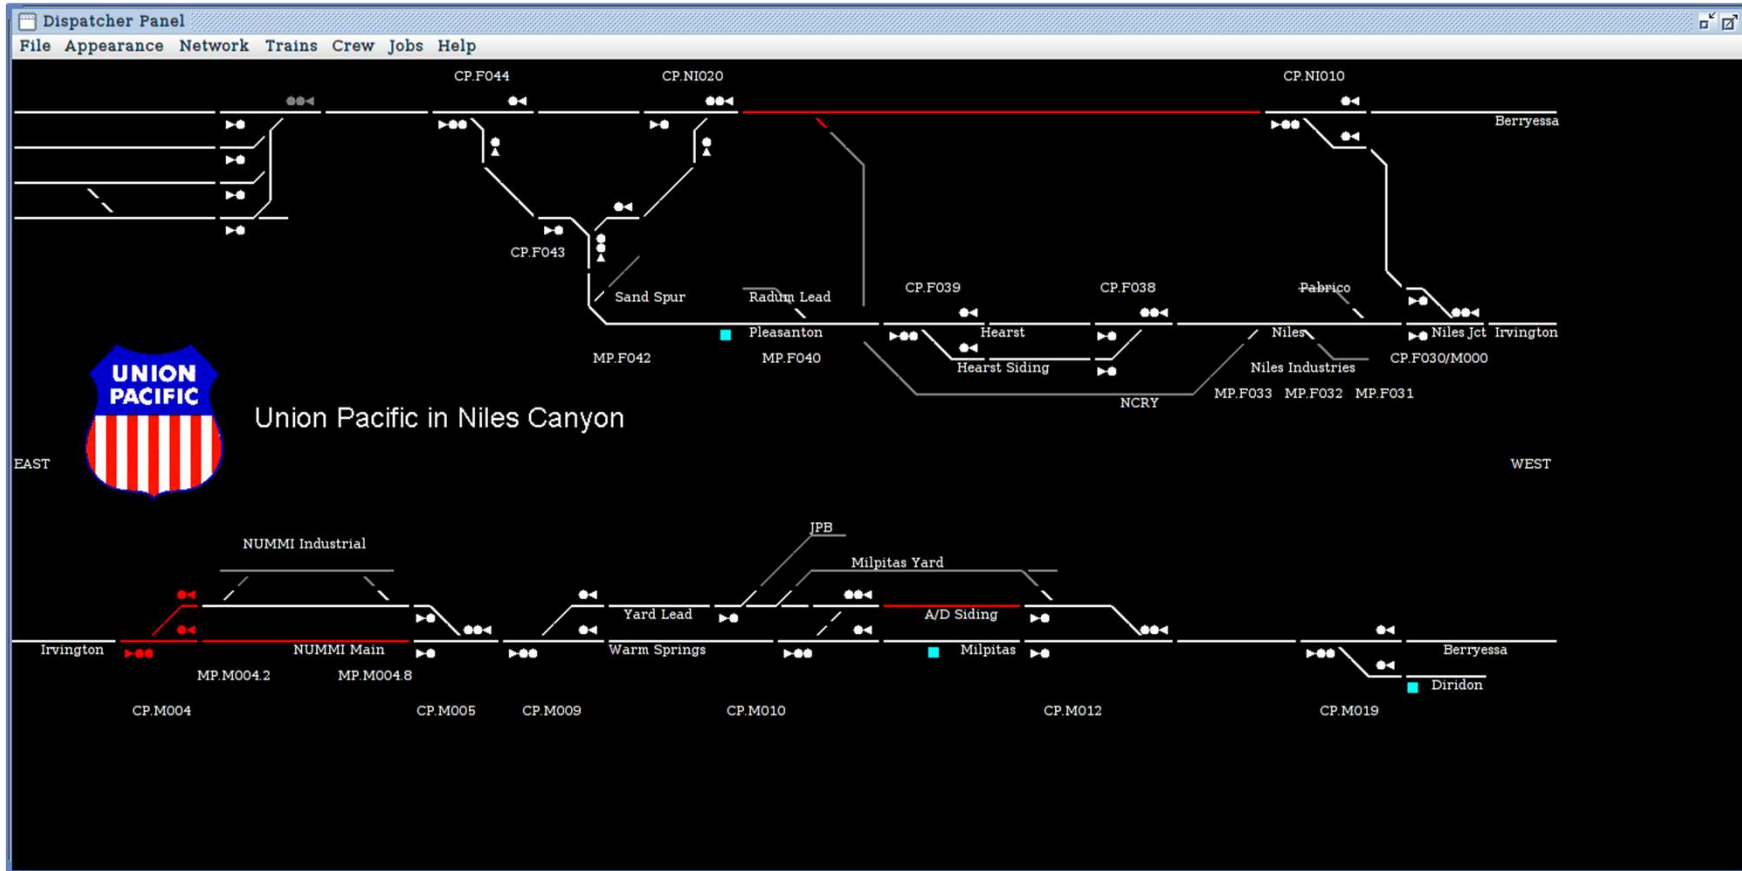 Dispatcher Panel
File Appearance Network Trains Crew Jobs Help
CP.F044 CP.NI020 CP.NI010
Berryessa
CP.F043
CP.F039 CP.F038 Pabrico
Sand Spur Radum Lead
Pleasanton Hearst Niles Niles Jct Irvington
MP.F042 MP.F040 CP.F030/M000
Hearst Siding Niles Industries
UNION
PACIFIC
MP.F033 MP.F032 MP.F031
NCRY
Union Pacific in Niles Canyon
EAST WEST
JPB
NUMMI Industrial
Milpitas Yard
Yard Lead A/D Siding
Irvington NUMMI Main Warm Springs Milpitas Berryessa
MP.M004.2 MP.M004.8
Diridon
CP.M004 CP.M005 CP.M009 CP.M010 CP.M012 CP.M019